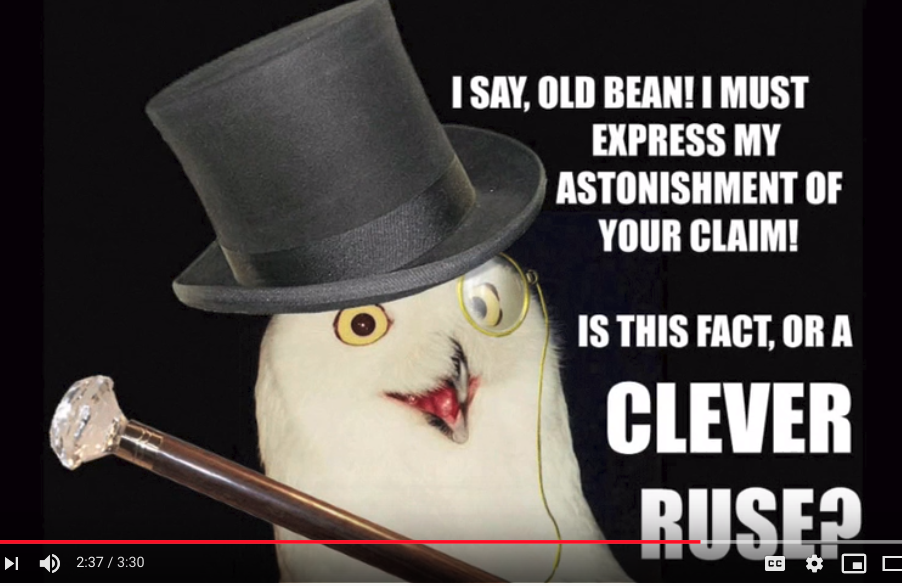 I SAY, OLD BEAN! I MUST
EXPRESS MY
ASTONISHMENT OF
YOUR CLAIM!
IS THIS FACT, OR A
CLEVER
RUSE?
2:37 / 3:30
CC